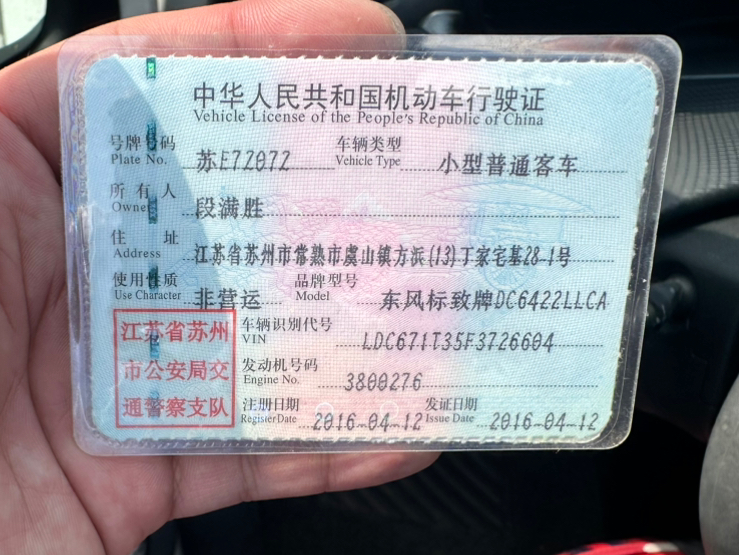 中华人民共和国机动车行驶证
Vehicle License of the People's Republic of China
号牌号码 苏E7Z07Z 车辆类型 小型普通客车
Plate No. Vehicle Type
所有人 段满胜
Owner
住址 江苏省苏州市常熟市虞山镇方浜(13)丁家宅基28-1号
Address
使用性质 非营运 品牌型号 东风标致牌DC6422LLCA
Use Character Model
江苏省苏州 车辆识别代号 LDC671T35F3726604
VIN
市公安局交 发动机号码 3800276
Engine No.
通警察支队 注册日期 2016-04-12 发证日期 2016-04-12
Register Date Issue Date